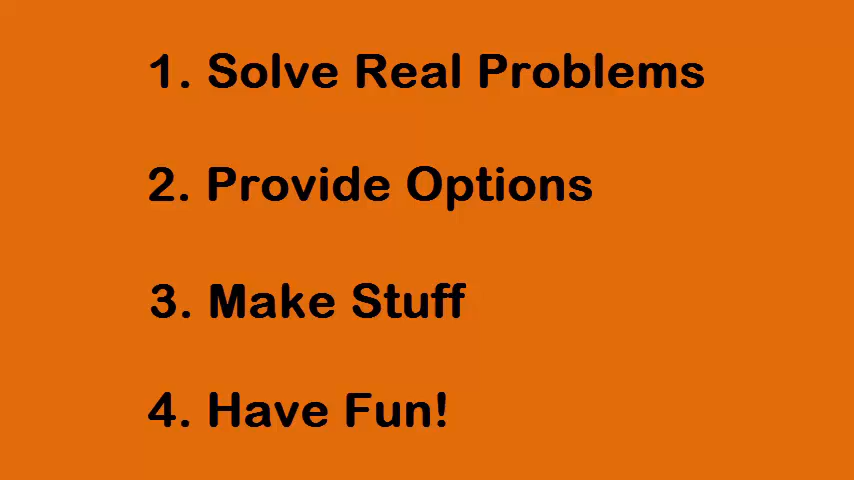 1. Solve Real Problems
2. Provide Options
3. Make Stuff
4. Have Fun!